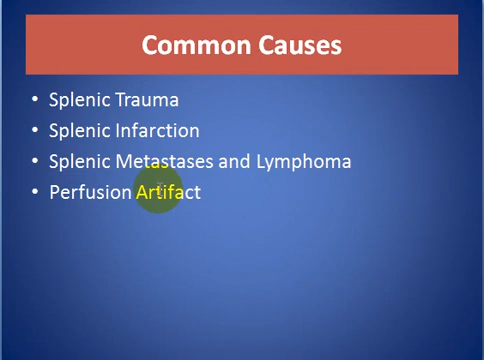 Common Causes
• Splenic Trauma
• Splenic Infarction
• Splenic Metastases and Lymphoma
• Perfusion Artifact